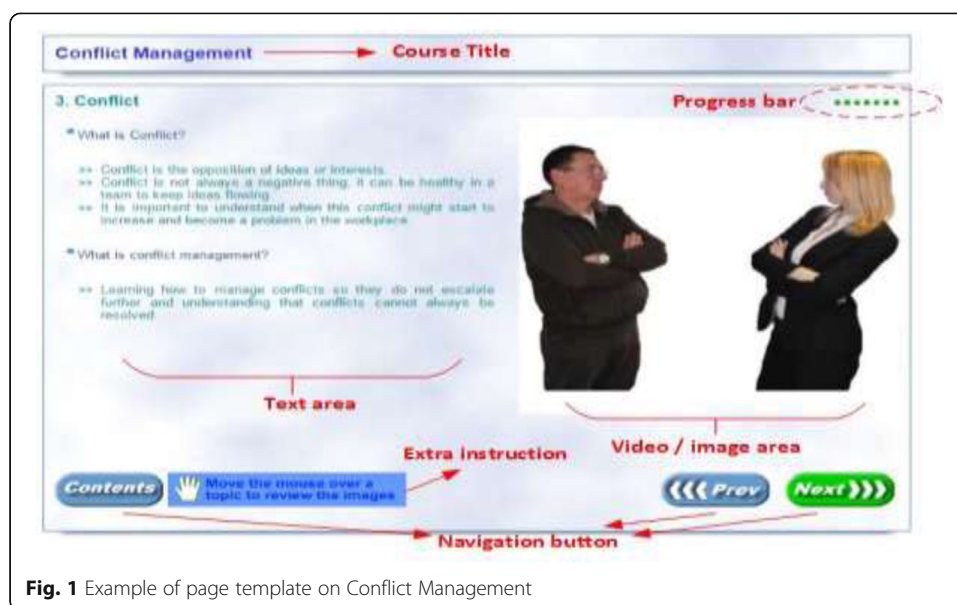 Conflict Management
Course Title
3. Conflict
Progress bar
What is Conflict?
»» Conflict is the opposition of ideas or interests.
»» Conflict is not always a negative thing, it can be healthy in a
team to keep ideas flowing
»» It is important to understand when this conflict might start to
increase and become a problem in the workplace
What is conflict management?
»» Learning how to manage conflicts so they do not escalate
further and understanding that conflicts cannot always be
resolved
Text area
Video / image area
Extra instruction
Contents
Move the mouse over a
topic to review the images
((( Prev
Next )))
Navigation button
Fig. 1 Example of page template on Conflict Management